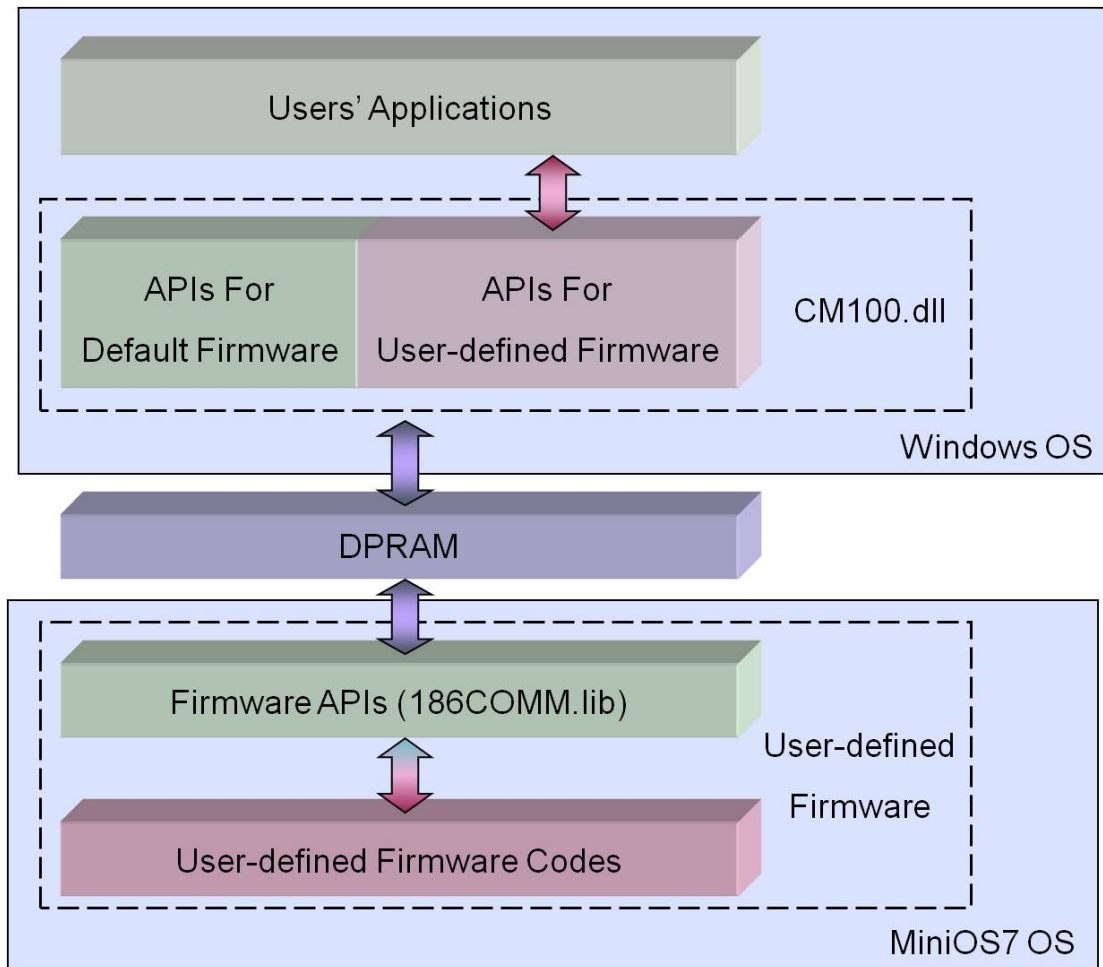 Users’ Applications
APIs For
Default Firmware
APIs For
User-defined Firmware
CM100.dll
Windows OS
DPRAM
Firmware APIs (186COMM.lib)
User-defined
Firmware
User-defined Firmware Codes
MiniOS7 OS